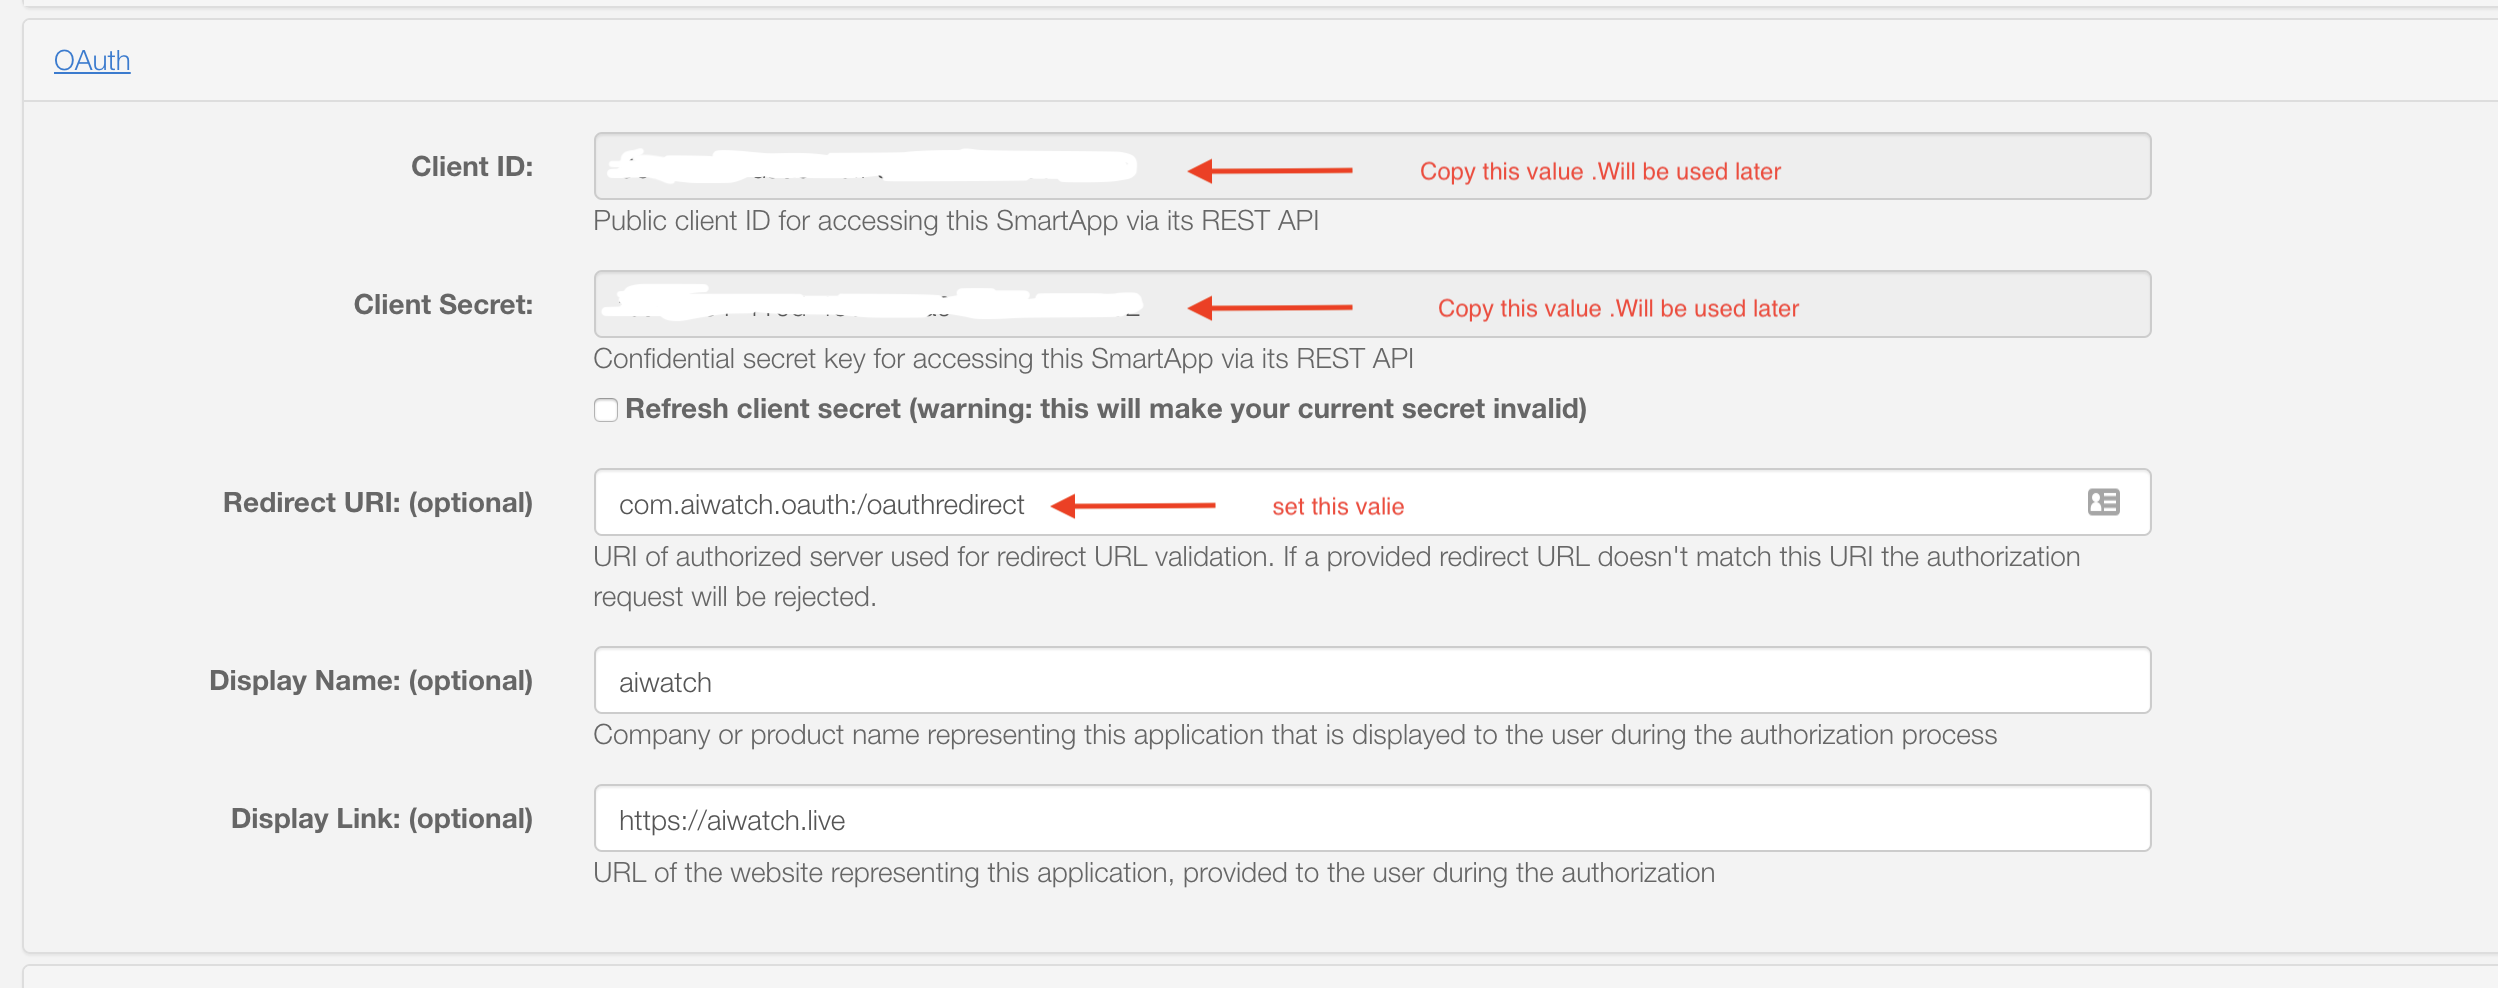 OAuth
Client ID:
Copy this value .Will be used later
Public client ID for accessing this SmartApp via its REST API
Client Secret:
Copy this value .Will be used later
Confidential secret key for accessing this SmartApp via its REST API
Refresh client secret (warning: this will make your current secret invalid)
Redirect URI: (optional)
com.aiwatch.oauth:/oauthredirect
set this valie
URI of authorized server used for redirect URL validation. If a provided redirect URL doesn't match this URI the authorization
request will be rejected.
Display Name: (optional)
aiwatch
Company or product name representing this application that is displayed to the user during the authorization process
Display Link: (optional)
https://aiwatch.live
URL of the website representing this application, provided to the user during the authorization